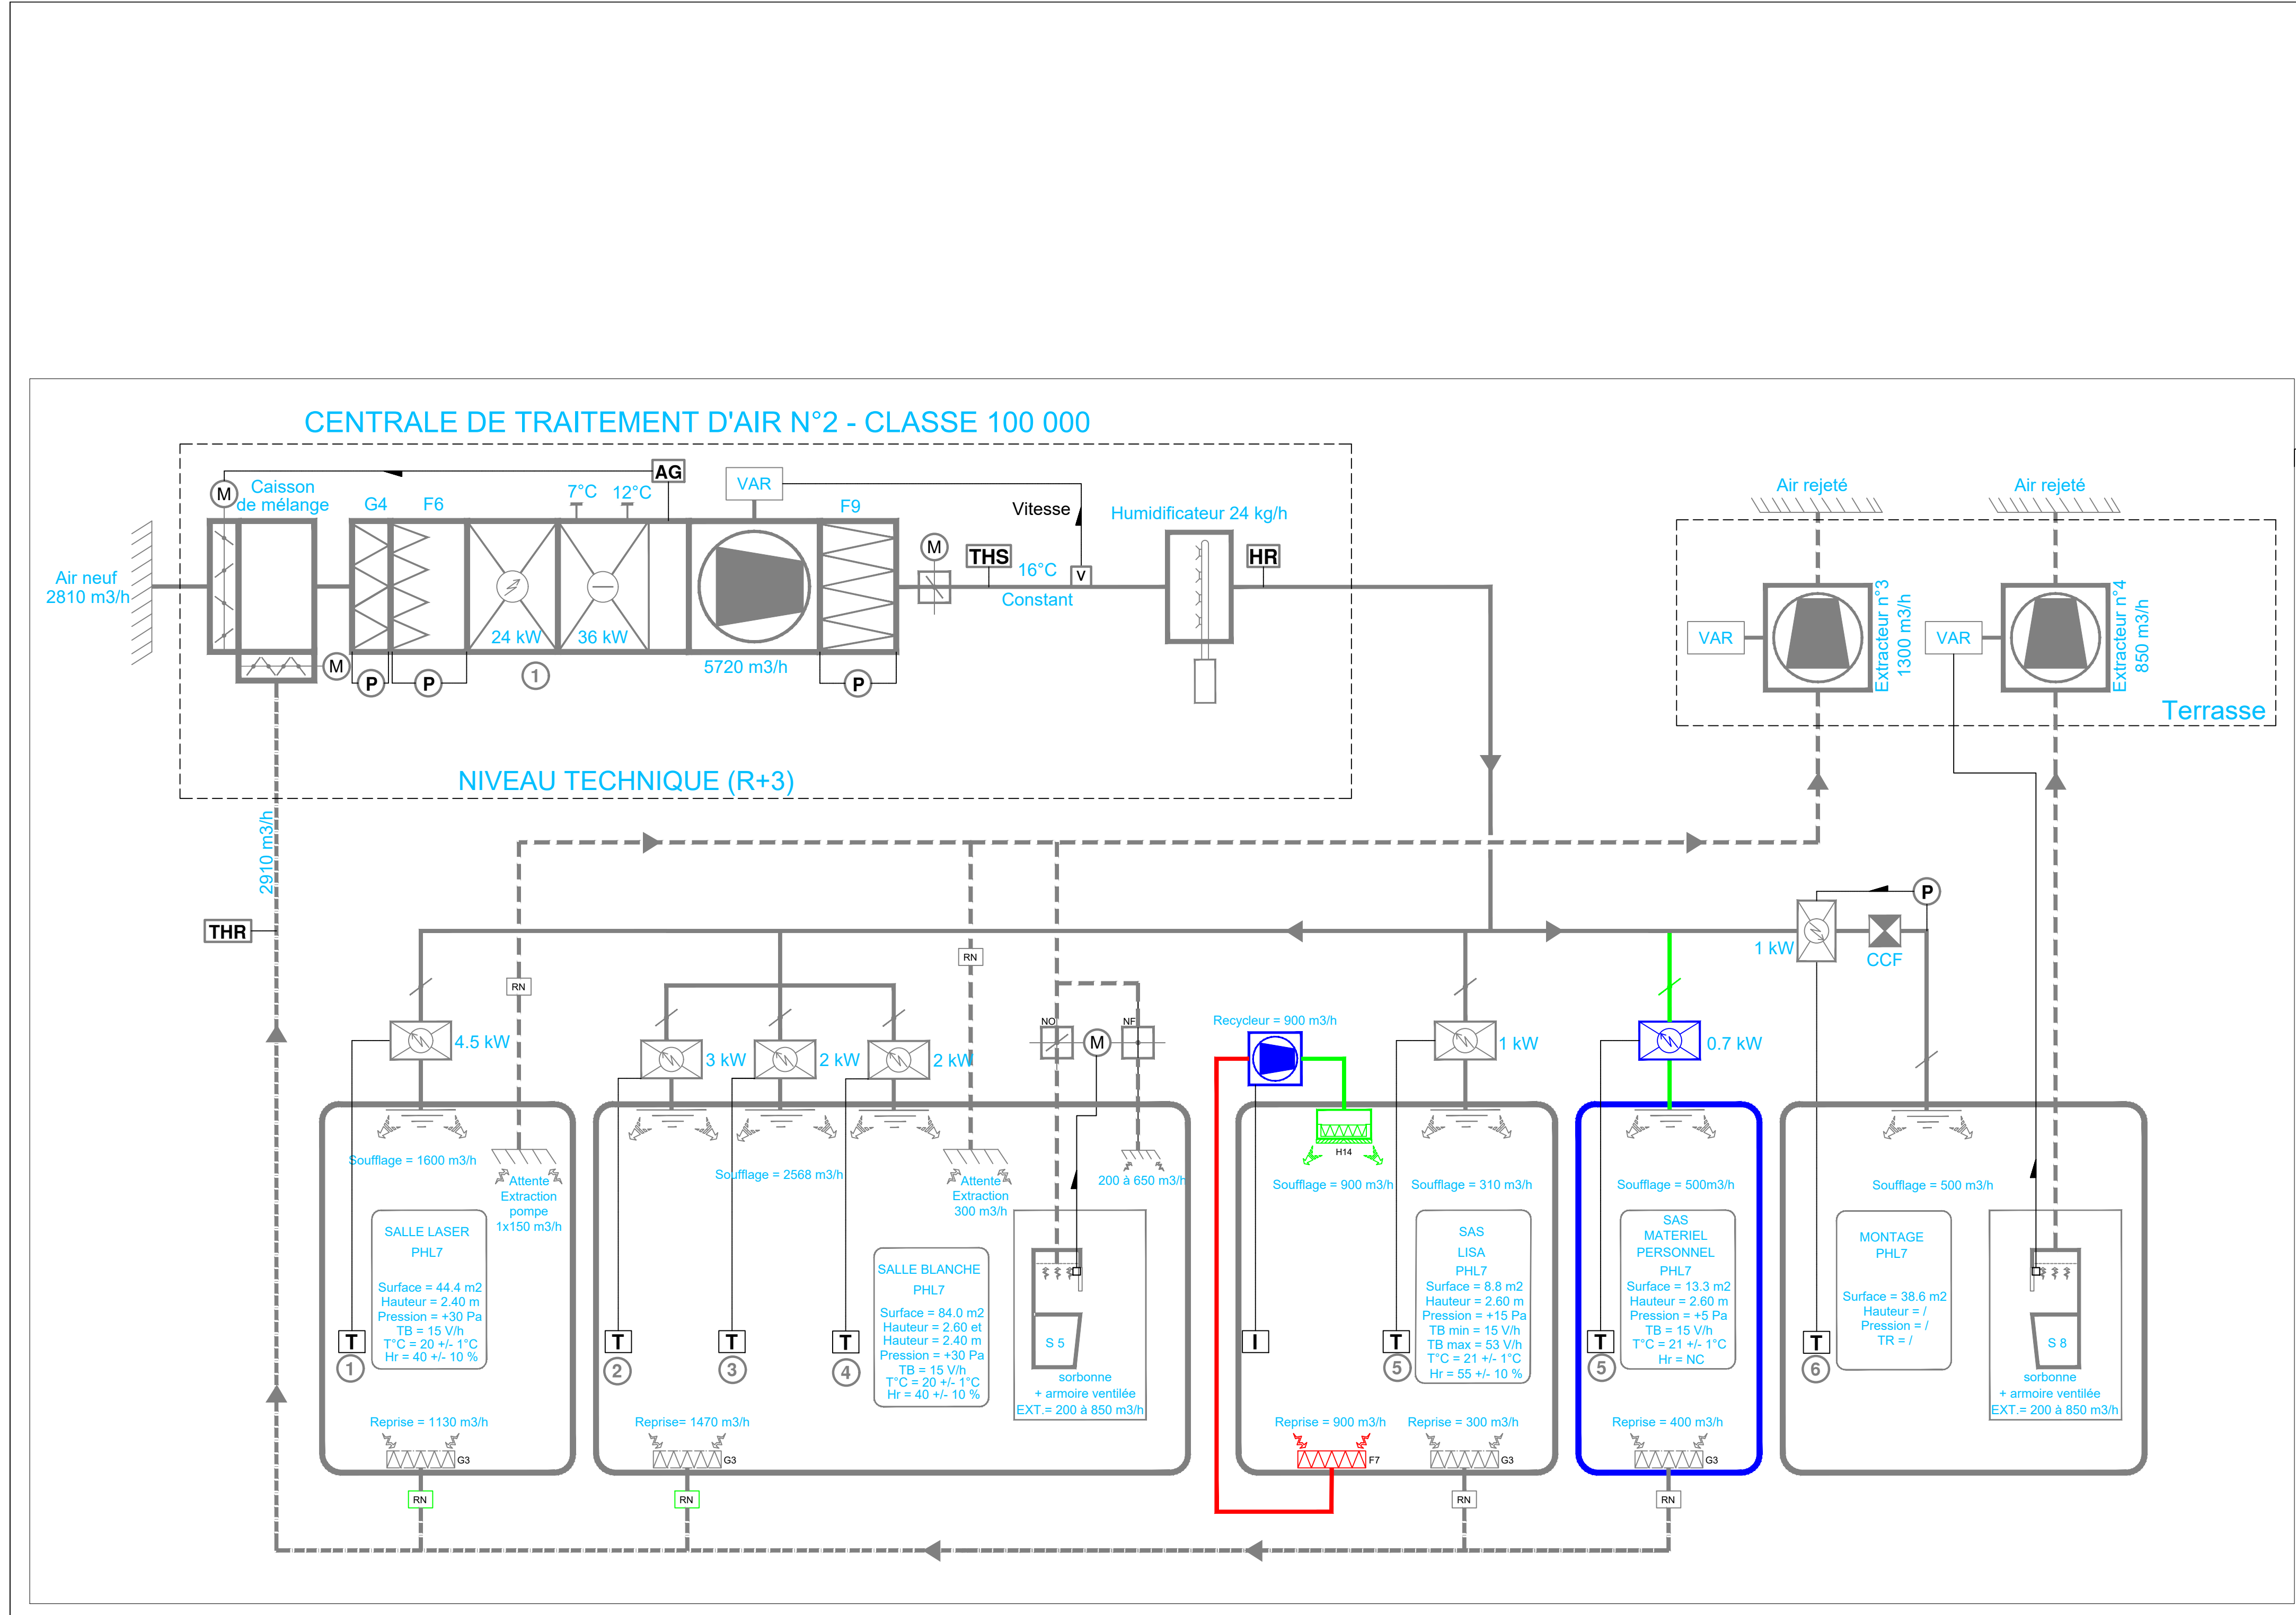 CENTRALE DE TRAITEMENT D'AIR N°2 - CLASSE 100 000
AG
M
Caisson
de mélange
G4
F6
7°C
12°C
VAR
F9
Vitesse
Humidificateur 24 kg/h
M
THS
16°C
V
HR
Constant
Air neuf
2810 m3/h
24 kW
36 kW
5720 m3/h
M
P
P
1
P
NIVEAU TECHNIQUE (R+3)
Air rejeté
Air rejeté
VAR
Extracteur n°3
1300 m3/h
VAR
Extracteur n°4
850 m3/h
Terrasse
2910 m3/h
THR
RN
RN
P
1 kW
CCF
4.5 kW
3 kW
2 kW
2 kW
NO
M
NF
Recycleur = 900 m3/h
1 kW
0.7 kW
Soufflage = 1600 m3/h
Attente
Extraction
pompe
1x150 m3/h
SALLE LASER
PHL7
Surface = 44.4 m2
Hauteur = 2.40 m
Pression = +30 Pa
TB = 15 V/h
T°C = 20 +/- 1°C
Hr = 40 +/- 10 %
T
1
Reprise = 1130 m3/h
G3
RN
Soufflage = 2568 m3/h
Attente
Extraction
300 m3/h
200 à 650 m3/h
SALLE BLANCHE
PHL7
Surface = 84.0 m2
Hauteur = 2.60 et
Hauteur = 2.40 m
Pression = +30 Pa
TB = 15 V/h
T°C = 20 +/- 1°C
Hr = 40 +/- 10 %
T
2
T
3
T
4
S 5
sorbonne
+ armoire ventilée
EXT.= 200 à 850 m3/h
Reprise= 1470 m3/h
G3
RN
H14
Soufflage = 900 m3/h
Soufflage = 310 m3/h
SAS
LISA
PHL7
Surface = 8.8 m2
Hauteur = 2.60 m
Pression = +15 Pa
TB min = 15 V/h
TB max = 53 V/h
T°C = 21 +/- 1°C
Hr = 55 +/- 10 %
I
T
5
Reprise = 900 m3/h
F7
Reprise = 300 m3/h
G3
RN
Soufflage = 500m3/h
SAS
MATERIEL
PERSONNEL
PHL7
Surface = 13.3 m2
Hauteur = 2.60 m
Pression = +5 Pa
TB = 15 V/h
T°C = 21 +/- 1°C
Hr = NC
T
5
Reprise = 400 m3/h
G3
RN
Soufflage = 500 m3/h
MONTAGE
PHL7
Surface = 38.6 m2
Hauteur = /
Pression = /
TR = /
T
6
S 8
sorbonne
+ armoire ventilée
EXT.= 200 à 850 m3/h